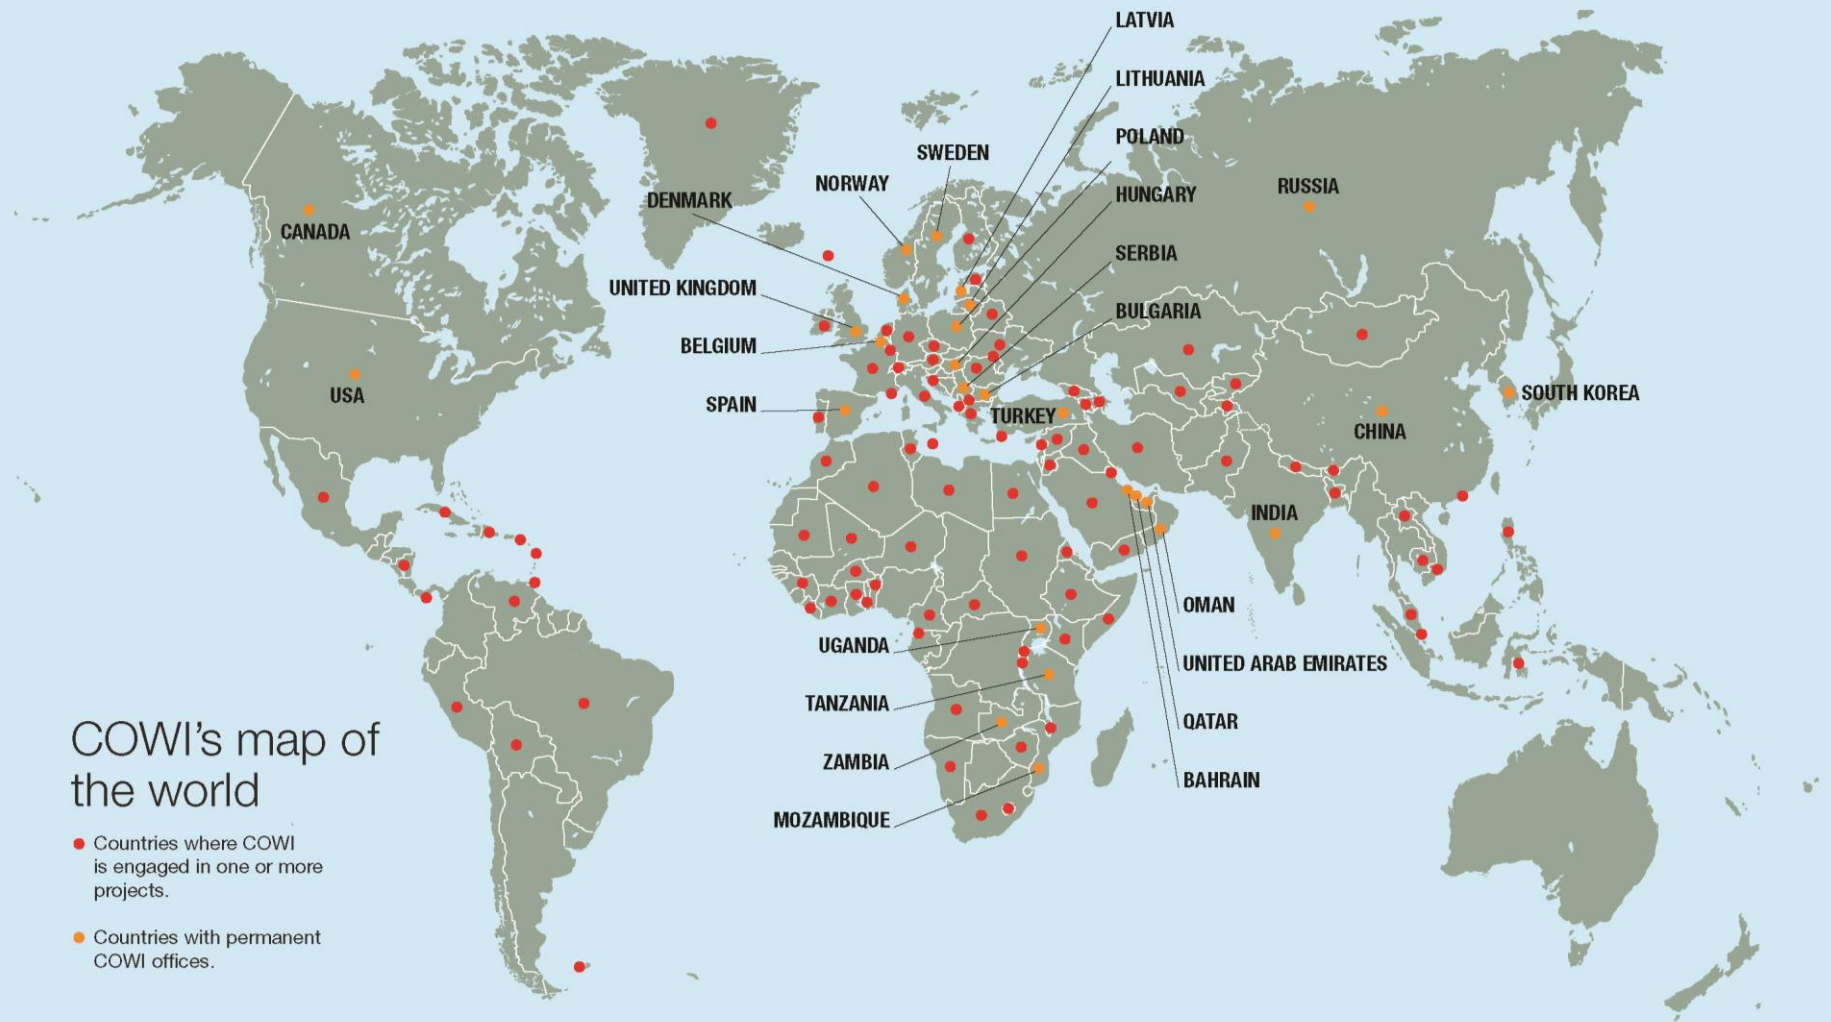 LATVIA
LITHUANIA
POLAND
SWEDEN
NORWAY
RUSSIA
DENMARK
HUNGARY
CANADA
SERBIA
UNITED KINGDOM
BULGARIA
BELGIUM
USA
SOUTH KOREA
SPAIN
TURKEY
CHINA
INDIA
OMAN
UGANDA
UNITED ARAB EMIRATES
TANZANIA
QATAR
ZAMBIA
BAHRAIN
MOZAMBIQUE
COWI's map of
the world
Countries where COWI
is engaged in one or more
projects.
Countries with permanent
COWI offices.